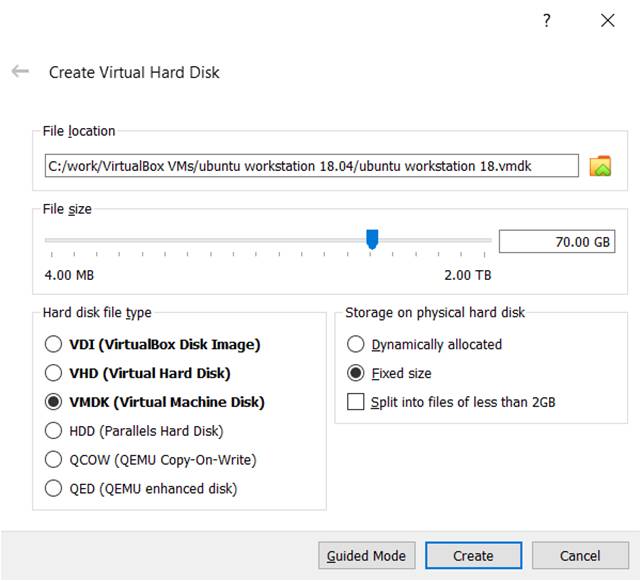 ?
Create Virtual Hard Disk
File location
C:/work/VirtualBox VMs/ubuntu workstation 18.04/ubuntu workstation 18.vmdk
File size
70.00 GB
4.00 MB 2.00 TB
Hard disk file type
VDI (VirtualBox Disk Image)
VHD (Virtual Hard Disk)
VMDK (Virtual Machine Disk)
HDD (Parallels Hard Disk)
QCOW (QEMU Copy-On-Write)
QED (QEMU enhanced disk)
Storage on physical hard disk
Dynamically allocated
Fixed size
Split into files of less than 2GB
Guided Mode Create Cancel